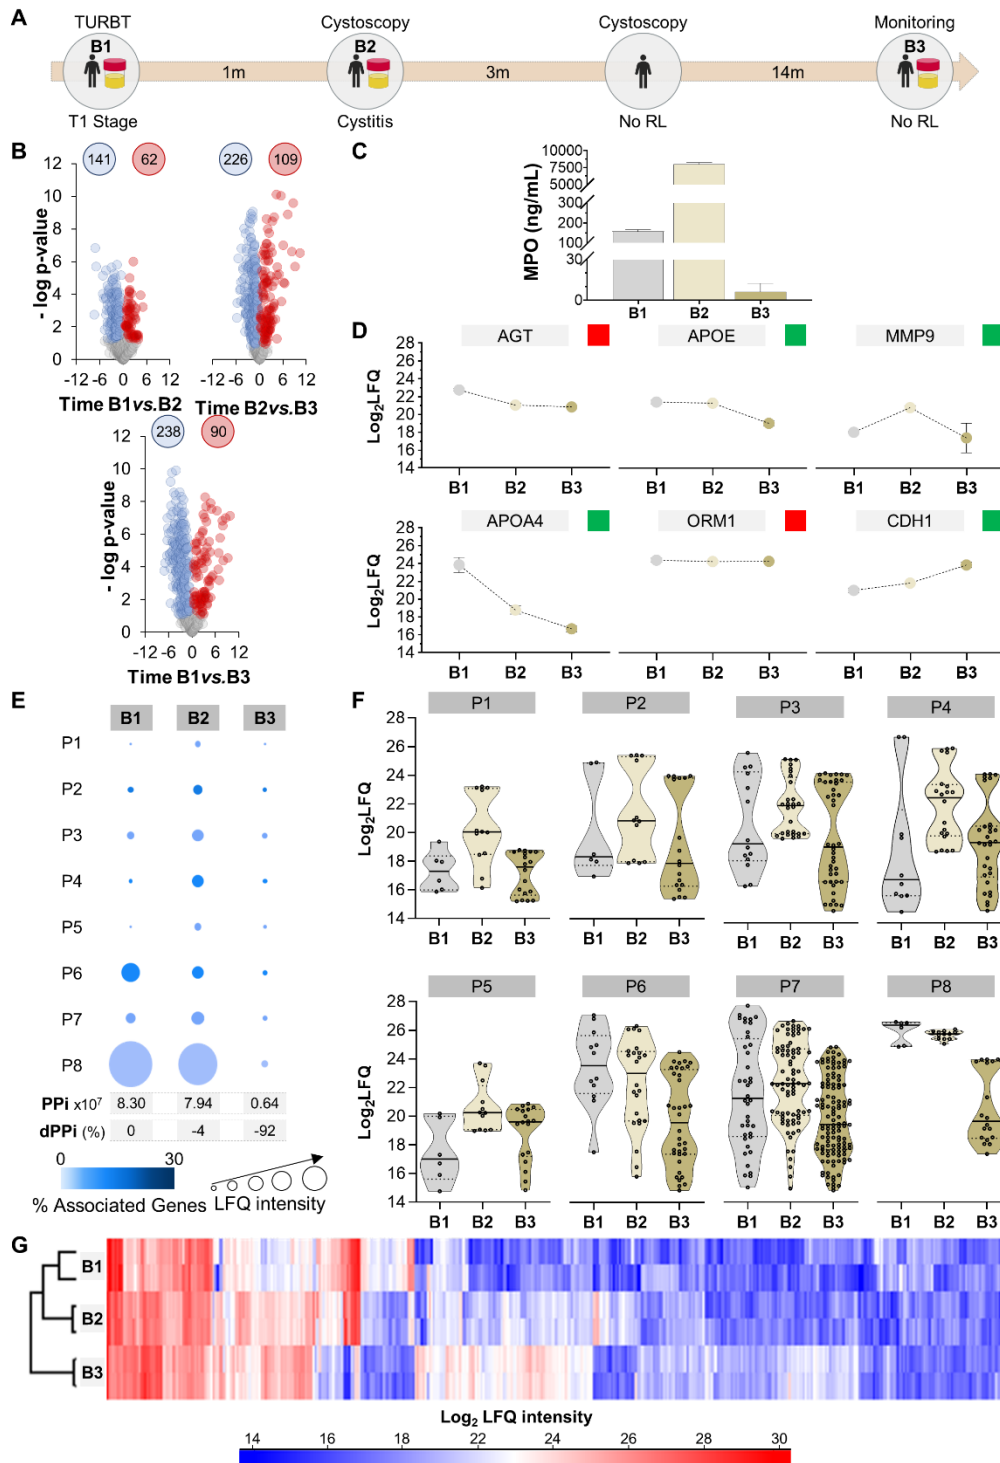 A
TURBT Cystoscopy Cystoscopy Monitoring
B1 B2 B3
1m 3m 14m
T1 Stage Cystitis No RL No RL
B
141 62 226 109
- log p-value
12
10
8
6
4
2
0
-12 -6 0 6 12 -12 -6 0 6 12
Time B1vs.B2 Time B2vs.B3
238 90
- log p-value
12
10
8
6
4
2
0
-12 -6 0 6 12
Time B1vs.B3
C
MPO (ng/mL)
10000
7500
5000
300
200
100
30
0
B1 B2 B3
D
AGT APOE MMP9
Log2LFQ
28
26
24
22
20
18
16
14
B1 B2 B3 B1 B2 B3 B1 B2 B3
APOA4 ORM1 CDH1
Log2LFQ
28
26
24
22
20
18
16
14
B1 B2 B3 B1 B2 B3 B1 B2 B3
E
B1 B2 B3
P1
P2
P3
P4
P5
P6
P7
P8
PPi x10⁷ 8.30 7.94 0.64
dPPi (%) 0 -4 -92
0 30
% Associated Genes LFQ intensity
F
P1 P2 P3 P4
Log2LFQ
28
26
24
22
20
18
16
14
B1 B2 B3 B1 B2 B3 B1 B2 B3 B1 B2 B3
P5 P6 P7 P8
Log2LFQ
28
26
24
22
20
18
16
14
B1 B2 B3 B1 B2 B3 B1 B2 B3 B1 B2 B3
G
B1
B2
B3
Log2 LFQ intensity
14 16 18 20 22 24 26 28 30